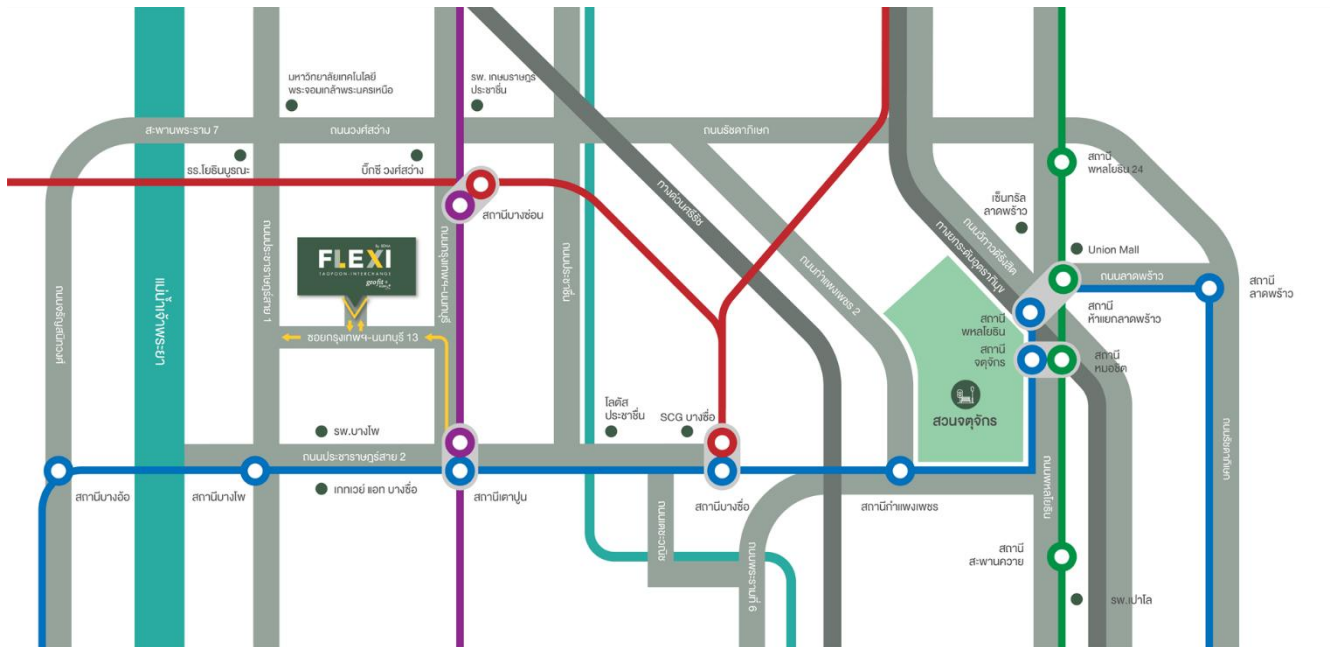 มหาวิทยาลัยเทคโนโลยี
พระจอมเกล้าพระนครเหนือ
รพ. เกษมราษฎร์
ประชาชื่น
สะพานพระราม 7
ถนนวงศ์สว่าง
ถนนรัชดาภิเษก
รร.โยธินบูรณะ
บิ๊กซี วงศ์สว่าง
สถานี
พหลโยธิน 24
ทางด่วนศรีรัช
เซ็นทรัล
ลาดพร้าว
สถานีบางซ่อน
Union Mall
ถนนวิภาวดีรังสิต
ทางยกระดับอุตราภิมุข
ถนนลาดพร้าว
FLEXI
TAOPOON INTERCHANGE
grofit
ถนนประชาราษฎร์สาย 1
ถนนกรุงเทพฯ-นนทบุรี
ถนนประชาชื่น
ถนนกำแพงเพชร 2
สถานี
ลาดพร้าว
ถนนจรัญสนิทวงศ์
แม่น้ำเจ้าพระยา
สถานี
พหลโยธิน
สถานี
ห้าแยกลาดพร้าว
ซอยกรุงเทพฯ-นนทบุรี 13
สถานี
จตุจักร
สถานี
หมอชิต
โลตัส
ประชาชื่น
SCG บางซื่อ
สวนจตุจักร
รพ.บางโพ
ถนนประชาราษฎร์สาย 2
ถนนพหลโยธิน
ถนนรัชดาภิเษก
สถานีบางอ้อ
สถานีบางโพ
เกทเวย์ แอท บางซื่อ
สถานีเตาปูน
สถานีบางซื่อ
สถานีกำแพงเพชร
ถนนเตชะวณิช
สถานี
สะพานควาย
ถนนพระรามที่ 6
รพ.เปาโล